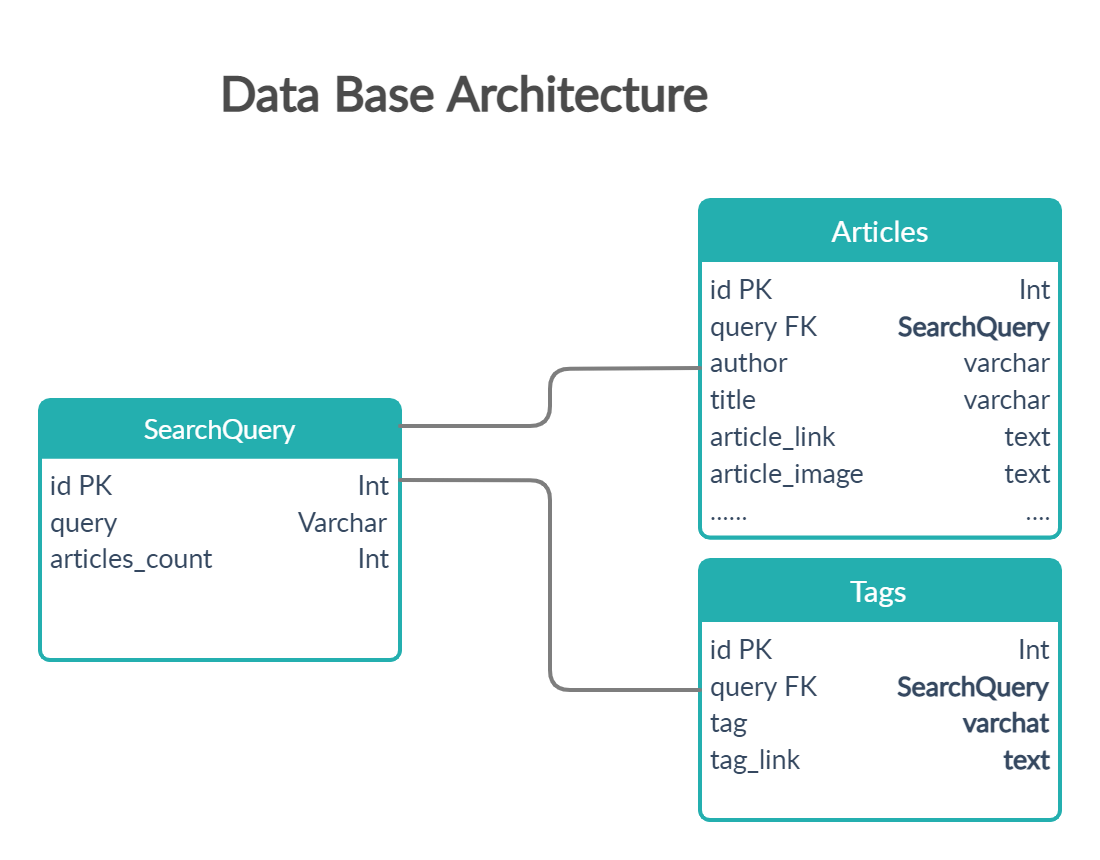 Data Base Architecture
SearchQuery
id PK Int
query Varchar
articles_count Int
Articles
id PK Int
query FK SearchQuery
author varchar
title varchar
article_link text
article_image text
...... ....
Tags
id PK Int
query FK SearchQuery
tag varchat
tag_link text